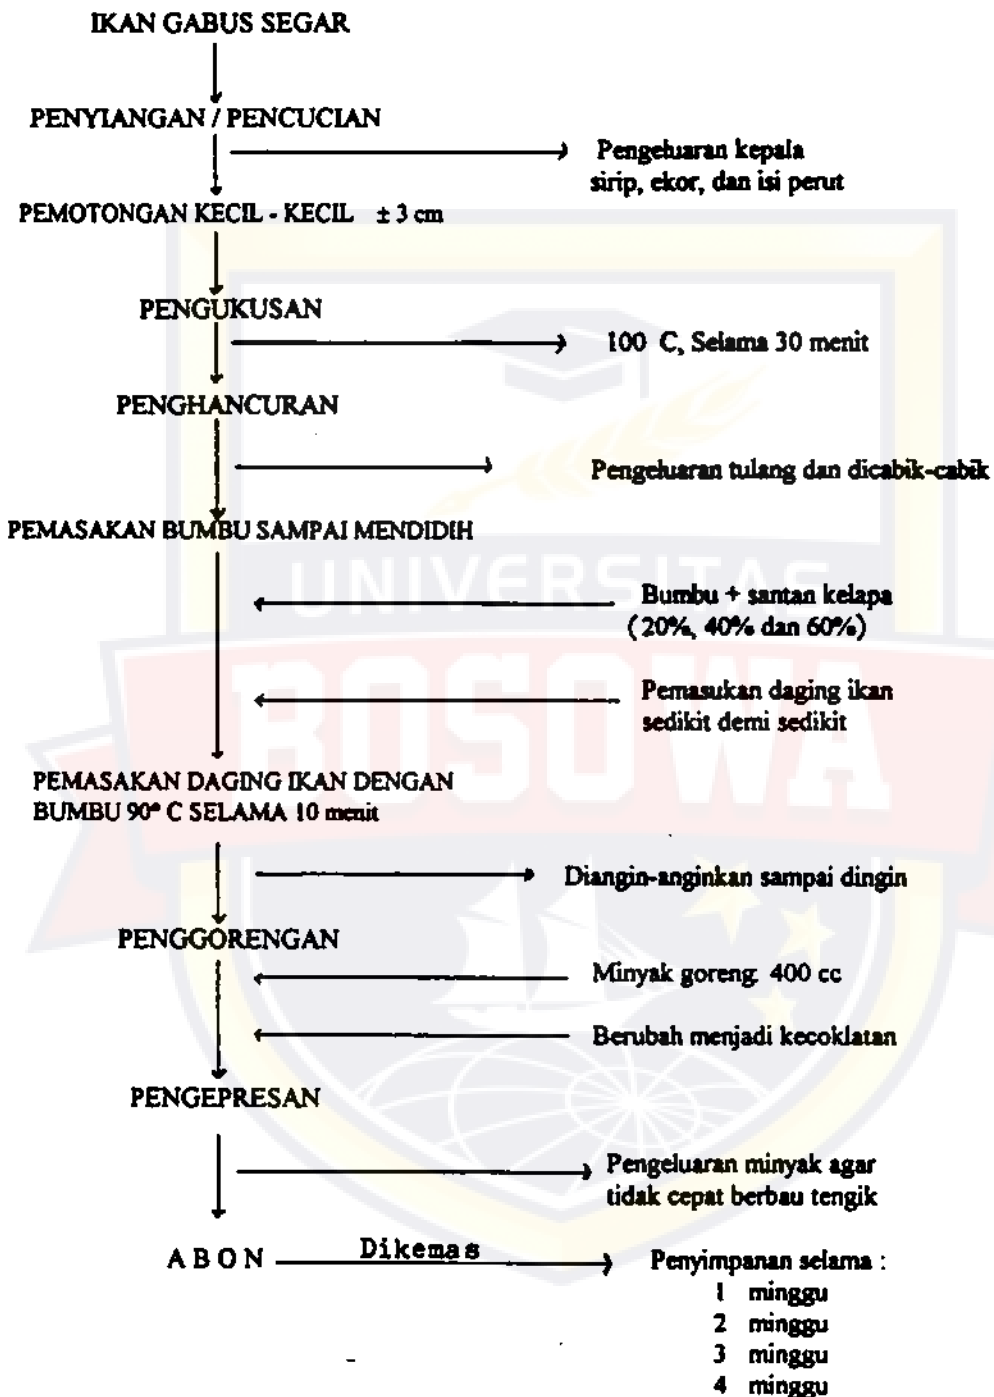 IKAN GABUS SEGAR
PENYIANGAN / PENCUCIAN
Pengeluaran kepala
sirip, ekor, dan isi perut
PEMOTONGAN KECIL - KECIL ± 3 cm
PENGUKUSAN
100 C, Selama 30 menit
PENGHANCURAN
Pengeluaran tulang dan dicabik-cabik
PEMASAKAN BUMBU SAMPAI MENDIDIH
UNIVERSITAS
Bumbu + santan kelapa
(20%, 40% dan 60%)
BOSOWA
Pemasukan daging ikan
sedikit demi sedikit
PEMASAKAN DAGING IKAN DENGAN
BUMBU 90° C SELAMA 10 menit
Diangin-anginkan sampai dingin
PENGGORENGAN
Minyak goreng 400 cc
Berubah menjadi kecoklatan
PENGEPRESAN
Pengeluaran minyak agar
tidak cepat berbau tengik
A B O N Dikemas Penyimpanan selama :
1 minggu
2 minggu
3 minggu
4 minggu